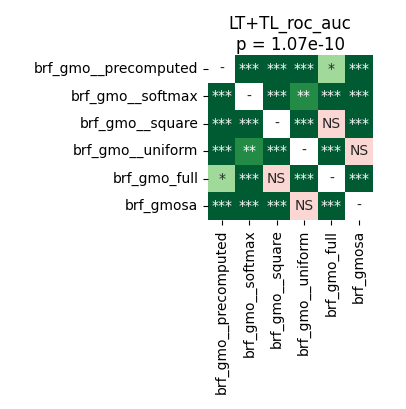 LT+TL_roc_auc
p = 1.07e-10
brf_gmo__precomputed - *** *** *** * ***
brf_gmo__softmax *** - *** ** *** ***
brf_gmo__square *** *** - *** NS ***
brf_gmo__uniform *** ** *** - *** NS
brf_gmo_full * *** NS *** - ***
brf_gmosa *** *** *** NS *** -
brf_gmo__precomputed
brf_gmo__softmax
brf_gmo__square
brf_gmo__uniform
brf_gmo_full
brf_gmosa